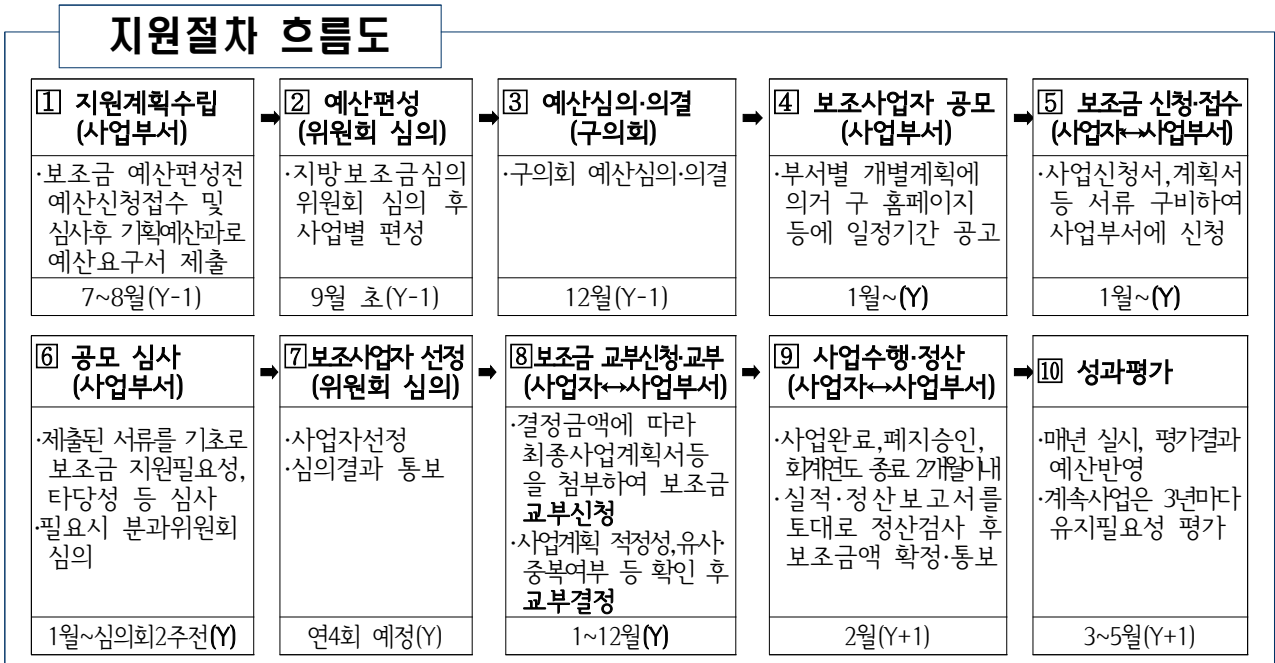 지원절차 흐름도
1 지원계획수립
(사업부서)
·보조금 예산편성전
예산신청접수 및
심사후 기획예산과로
예산요구서 제출
7~8월(Y-1)
➡
2 예산편성
(위원회 심의)
·지방보조금심의
위원회 심의 후
사업별 편성
9월 초(Y-1)
➡
3 예산심의·의결
(구의회)
·구의회 예산심의·의결
12월(Y-1)
➡
4 보조사업자 공모
(사업부서)
·부서별 개별계획에
의거 구 홈페이지
등에 일정기간 공고
1월~(Y)
➡
5 보조금 신청·접수
(사업자↔사업부서)
·사업신청서,계획서
등 서류 구비하여
사업부서에 신청
1월~(Y)
6 공모 심사
(사업부서)
·제출된 서류를 기초로
보조금 지원필요성,
타당성 등 심사
·필요시 분과위원회
심의
1월~심의회2주전(Y)
➡
7 보조사업자 선정
(위원회 심의)
·사업자선정
·심의결과 통보
연4회 예정(Y)
➡
8 보조금 교부신청·교부
(사업자↔사업부서)
·결정금액에 따라
최종사업계획서등
을 첨부하여 보조금
교부신청
·사업계획 적정성,유사·
중복여부 등 확인 후
교부결정
1~12월(Y)
➡
9 사업수행·정산
(사업자↔사업부서)
·사업완료,폐지승인,
회계연도 종료 2개월이내
·실적·정산보고서를
토대로 정산검사 후
보조금액 확정·통보
2월(Y+1)
➡
10 성과평가
·매년 실시, 평가결과
예산반영
·계속사업은 3년마다
유지필요성 평가
3~5월(Y+1)